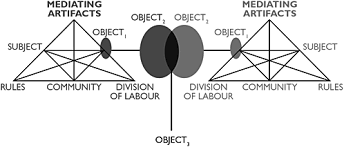 MEDIATING
ARTIFACTS
SUBJECT
OBJECT₁
RULES
COMMUNITY
DIVISION
OF LABOUR
OBJECT₂
OBJECT₂
OBJECT₃
MEDIATING
ARTIFACTS
OBJECT₁
SUBJECT
DIVISION
OF LABOUR
COMMUNITY
RULES